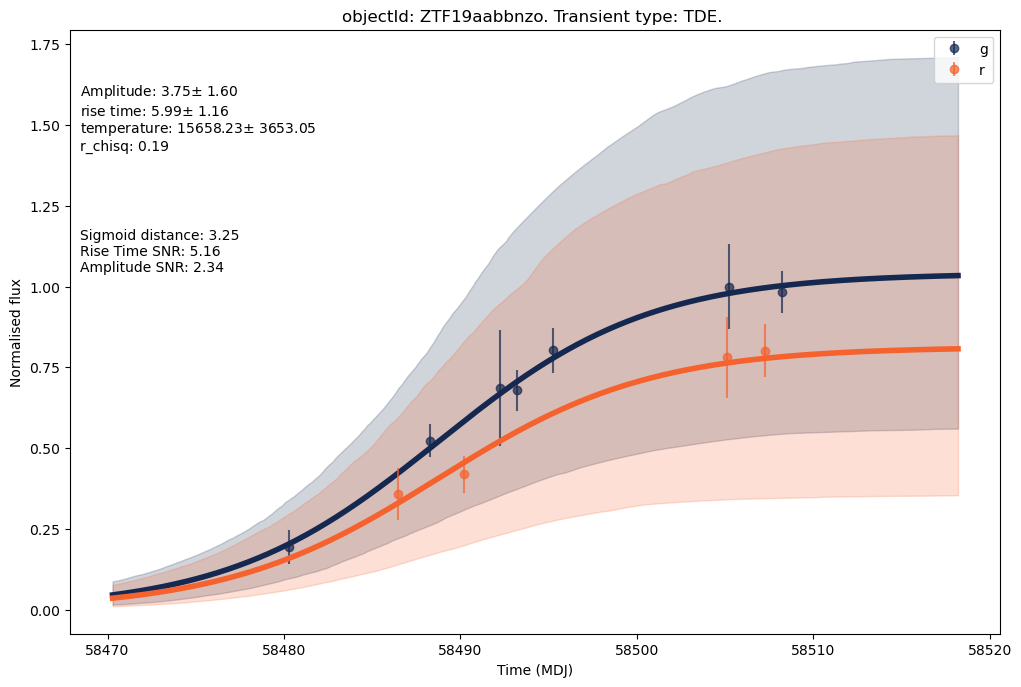 objectId: ZTF19aabbnzo. Transient type: TDE.
g
r
Amplitude: 3.75± 1.60
rise time: 5.99± 1.16
temperature: 15658.23± 3653.05
r_chisq: 0.19
Sigmoid distance: 3.25
Rise Time SNR: 5.16
Amplitude SNR: 2.34
Normalised flux
1.75
1.50
1.25
1.00
0.75
0.50
0.25
0.00
58470 58480 58490 58500 58510 58520
Time (MDJ)